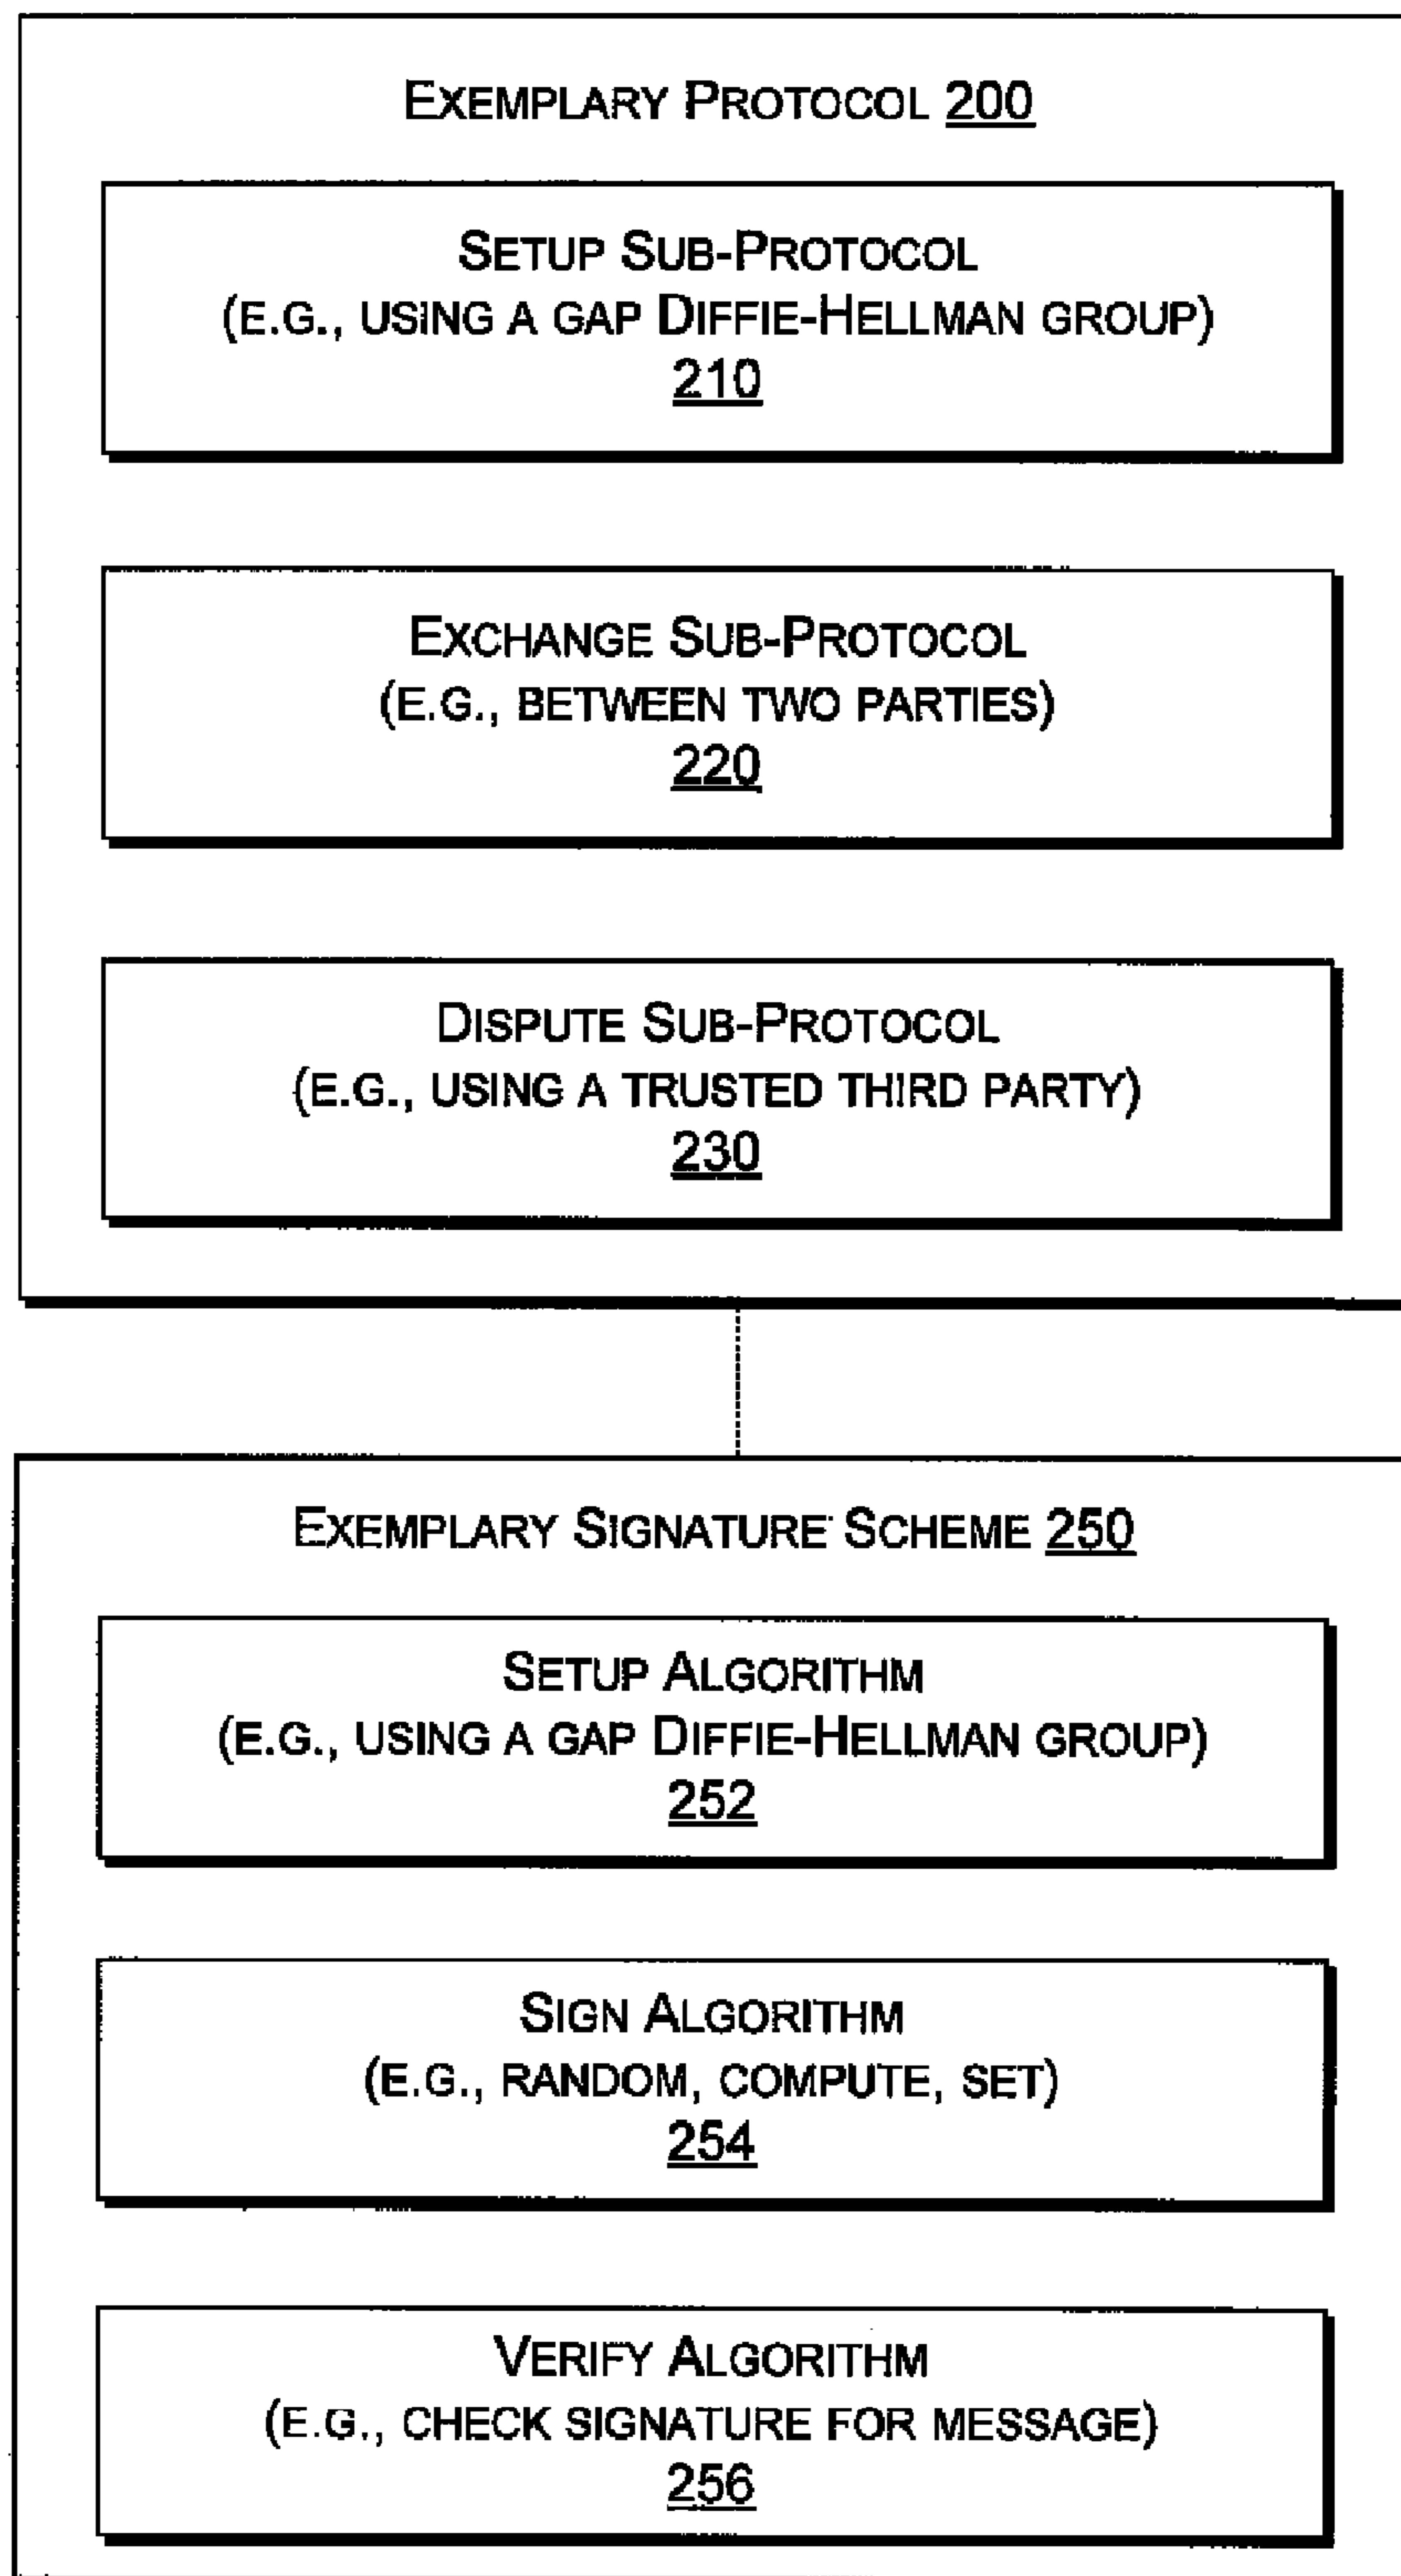 EXEMPLARY PROTOCOL 200
SETUP SUB-PROTOCOL
(E.G., USING A GAP DIFFIE-HELLMAN GROUP)
210
EXCHANGE SUB-PROTOCOL
(E.G., BETWEEN TWO PARTIES)
220
DISPUTE SUB-PROTOCOL
(E.G., USING A TRUSTED THIRD PARTY)
230
EXEMPLARY SIGNATURE SCHEME 250
SETUP ALGORITHM
(E.G., USING A GAP DIFFIE-HELLMAN GROUP)
252
SIGN ALGORITHM
(E.G., RANDOM, COMPUTE, SET)
254
VERIFY ALGORITHM
(E.G., CHECK SIGNATURE FOR MESSAGE)
256